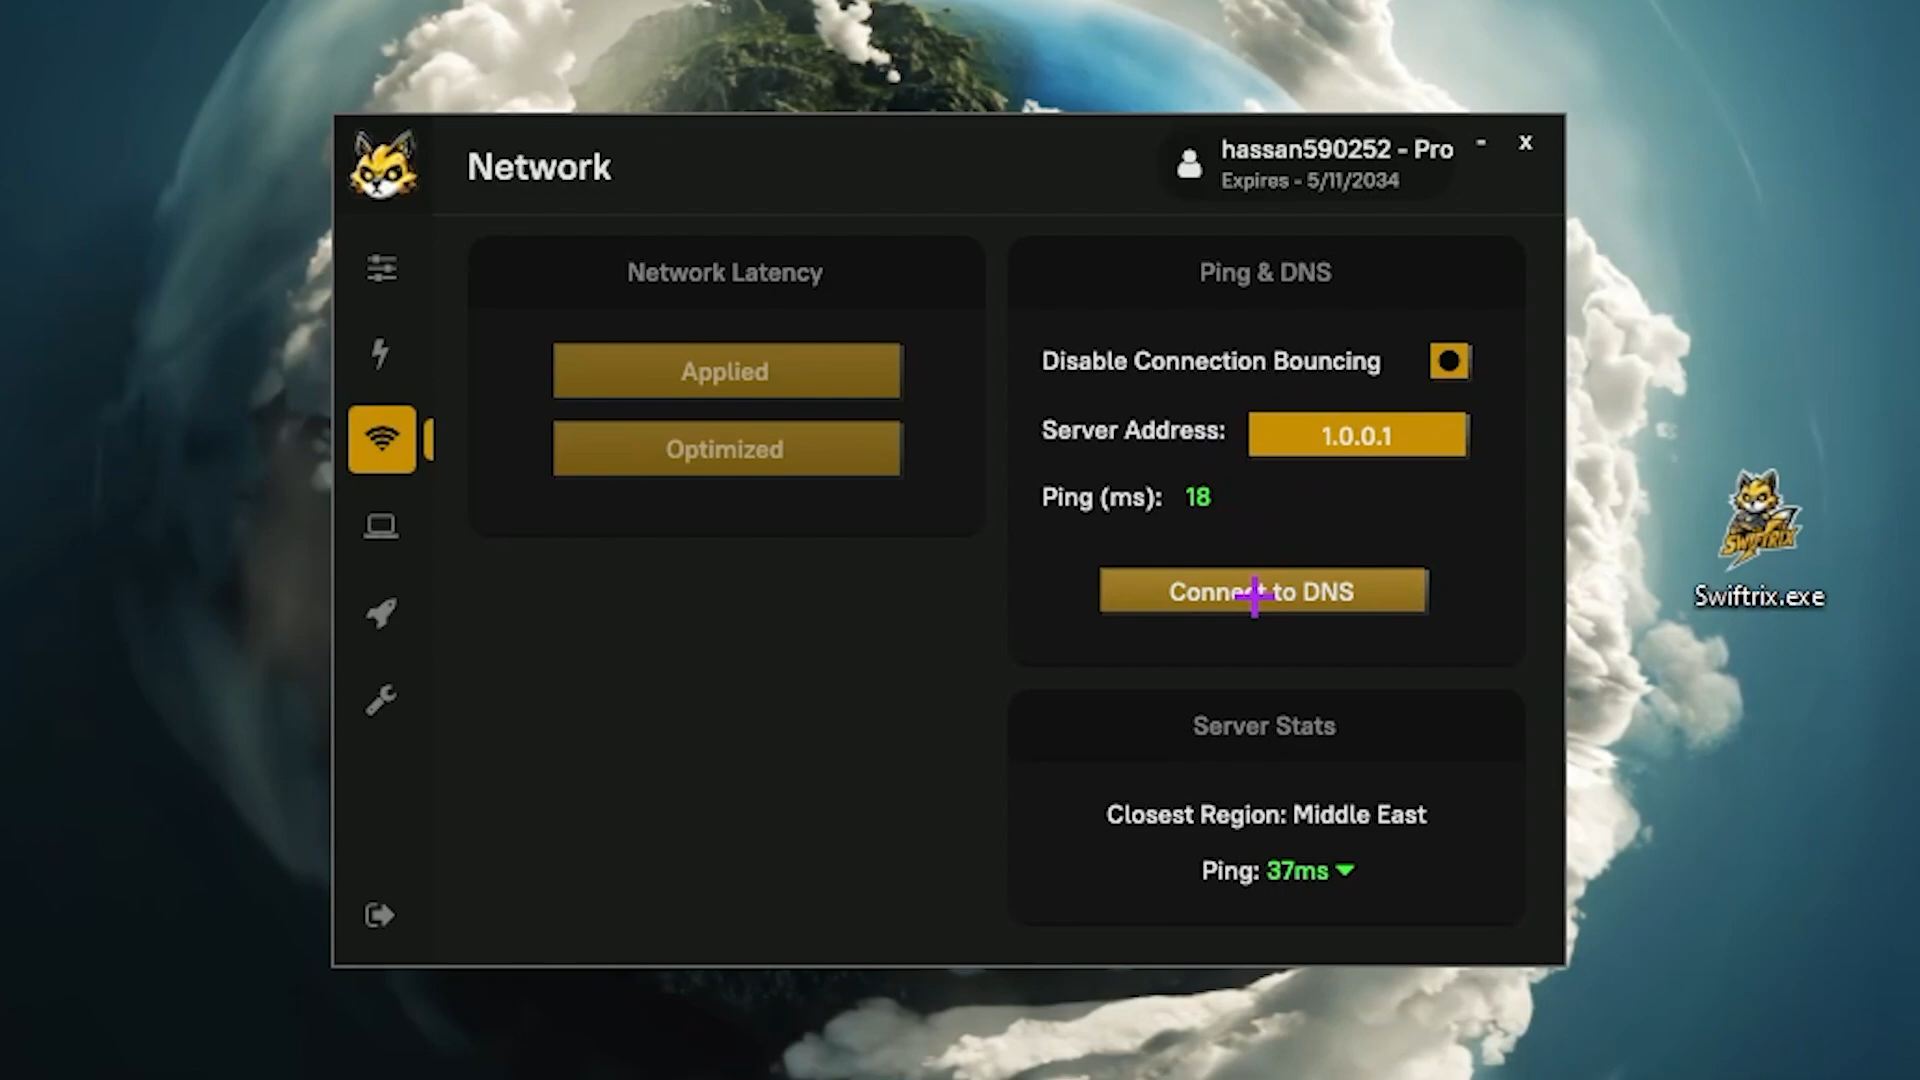 Network
hassan590252 - Pro
Expires - 5/11/2034
-
x
Network Latency
Applied
Optimized
Ping & DNS
Disable Connection Bouncing
Server Address: 1.0.0.1
Ping (ms): 18
Connect to DNS
Server Stats
Closest Region: Middle East
Ping: 37ms
SWIFTRIX
Swiftrix.exe